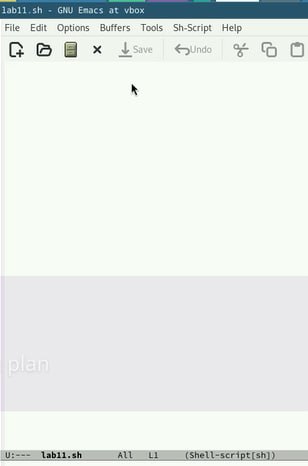 lab11.sh - GNU Emacs at vbox
File Edit Options Buffers Tools Sh-Script Help
Save Undo
plan
U:--- lab11.sh All L1 (Shell-script[sh])